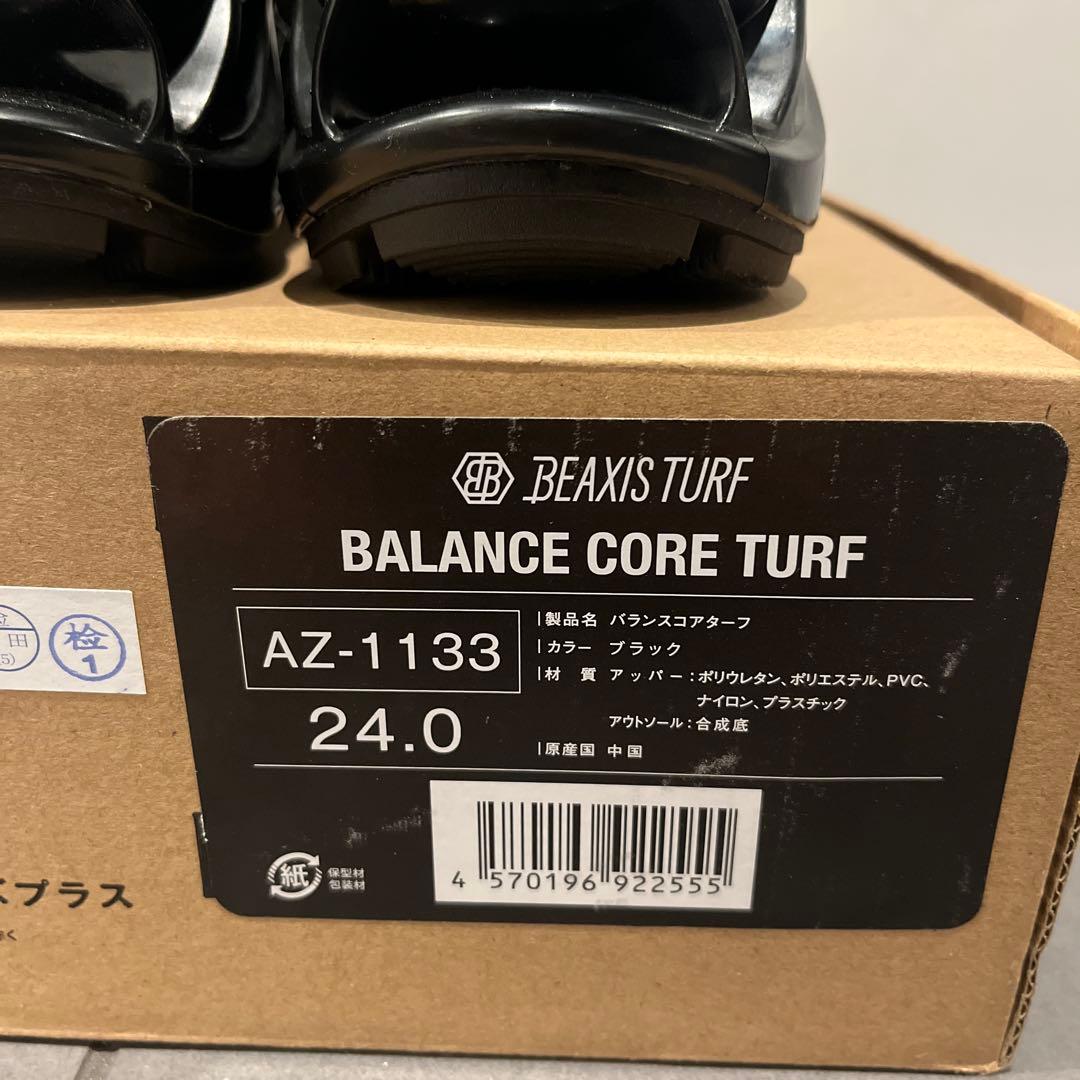 BEAXIS TURF
BALANCE CORE TURF
AZ-1133
24.0
製品名 バランスコアターフ
カラー ブラック
材 質 アッパー：ポリウレタン、ポリエステル、PVC、
ナイロン、プラスチック
アウトソール：合成底
原産国 中国
紙
保型材
包装材
4 570196 922555
田
検
1
プラス
く